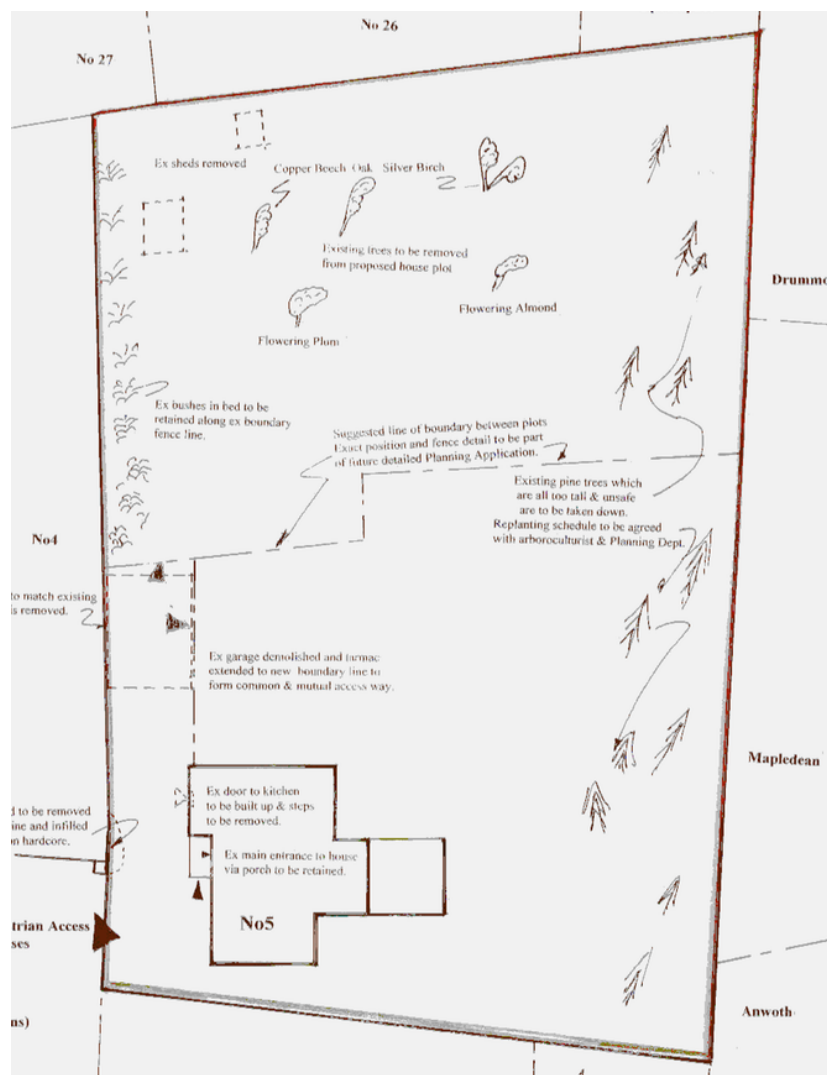 No 26
No 27
Ex sheds removed
Copper Beech Oak Silver Birch
Existing trees to be removed
from proposed house plot
Drummo
Flowering Almond
Flowering Plum
Ex bushes in bed to be
retained along ex boundary
fence line.
Suggested line of boundary between plots
Exact position and fence detail to be part
of future detailed Planning Application.
Existing pine trees which
are all too tall & unsafe
are to be taken down.
Replanting schedule to be agreed
with arboroculturist & Planning Dept.
No4
to match existing
is removed.
Ex garage demolished and tarmac
extended to new boundary line to
form common & mutual access way.
Mapledean
Ex door to kitchen
to be built up & steps
to be removed.
d to be removed
ine and infilled
on hardcore.
Ex main entrance to house
via porch to be retained.
No5
trian Access
ses
Anwoth
ns)